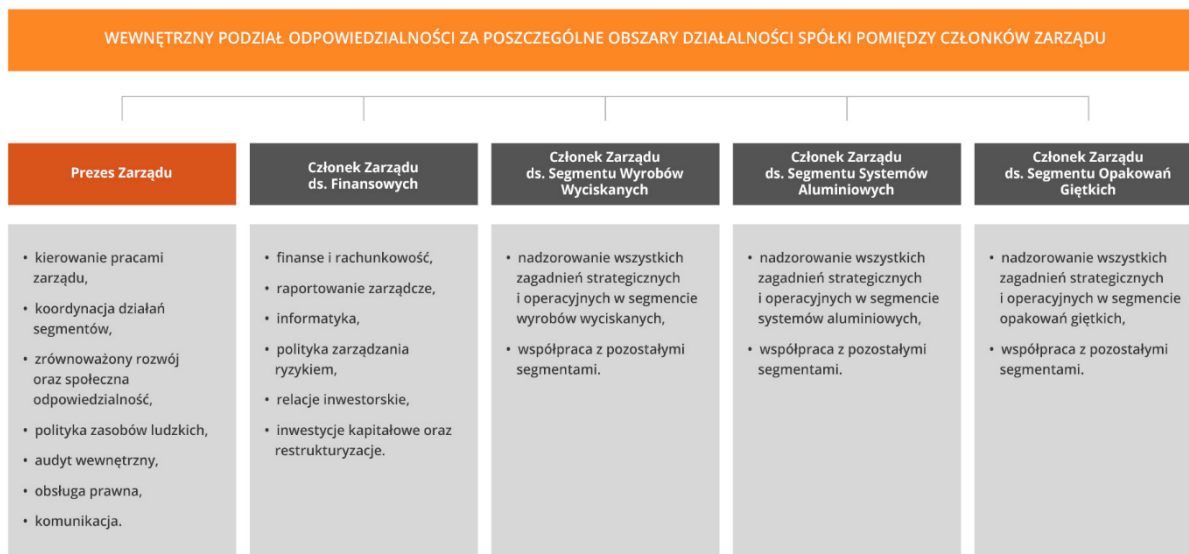 WEWNĘTRZNY PODZIAŁ ODPOWIEDZIALNOŚCI ZA POSZCZEGÓLNE OBSZARY DZIAŁALNOŚCI SPÓŁKI POMIĘDZY CZŁONKÓW ZARZĄDU
Prezes Zarządu
• kierowanie pracami
zarządu,
• koordynacja działań
segmentów,
• zrównoważony rozwój
oraz społeczna
odpowiedzialność,
• polityka zasobów ludzkich,
• audyt wewnętrzny,
• obsługa prawna,
• komunikacja.
Członek Zarządu
ds. Finansowych
• finanse i rachunkowość,
• raportowanie zarządcze,
• informatyka,
• polityka zarządzania
ryzykiem,
• relacje inwestorskie,
• inwestycje kapitałowe oraz
restrukturyzacje.
Członek Zarządu
ds. Segmentu Wyrobów
Wyciskanych
• nadzorowanie wszystkich
zagadnień strategicznych
i operacyjnych w segmencie
wyrobów wyciskanych,
• współpraca z pozostałymi
segmentami.
Członek Zarządu
ds. Segmentu Systemów
Aluminiowych
• nadzorowanie wszystkich
zagadnień strategicznych
i operacyjnych w segmencie
systemów aluminiowych,
• współpraca z pozostałymi
segmentami.
Członek Zarządu
ds. Segmentu Opakowań
Giętkich
• nadzorowanie wszystkich
zagadnień strategicznych
i operacyjnych w segmencie
opakowań giętkich,
• współpraca z pozostałymi
segmentami.